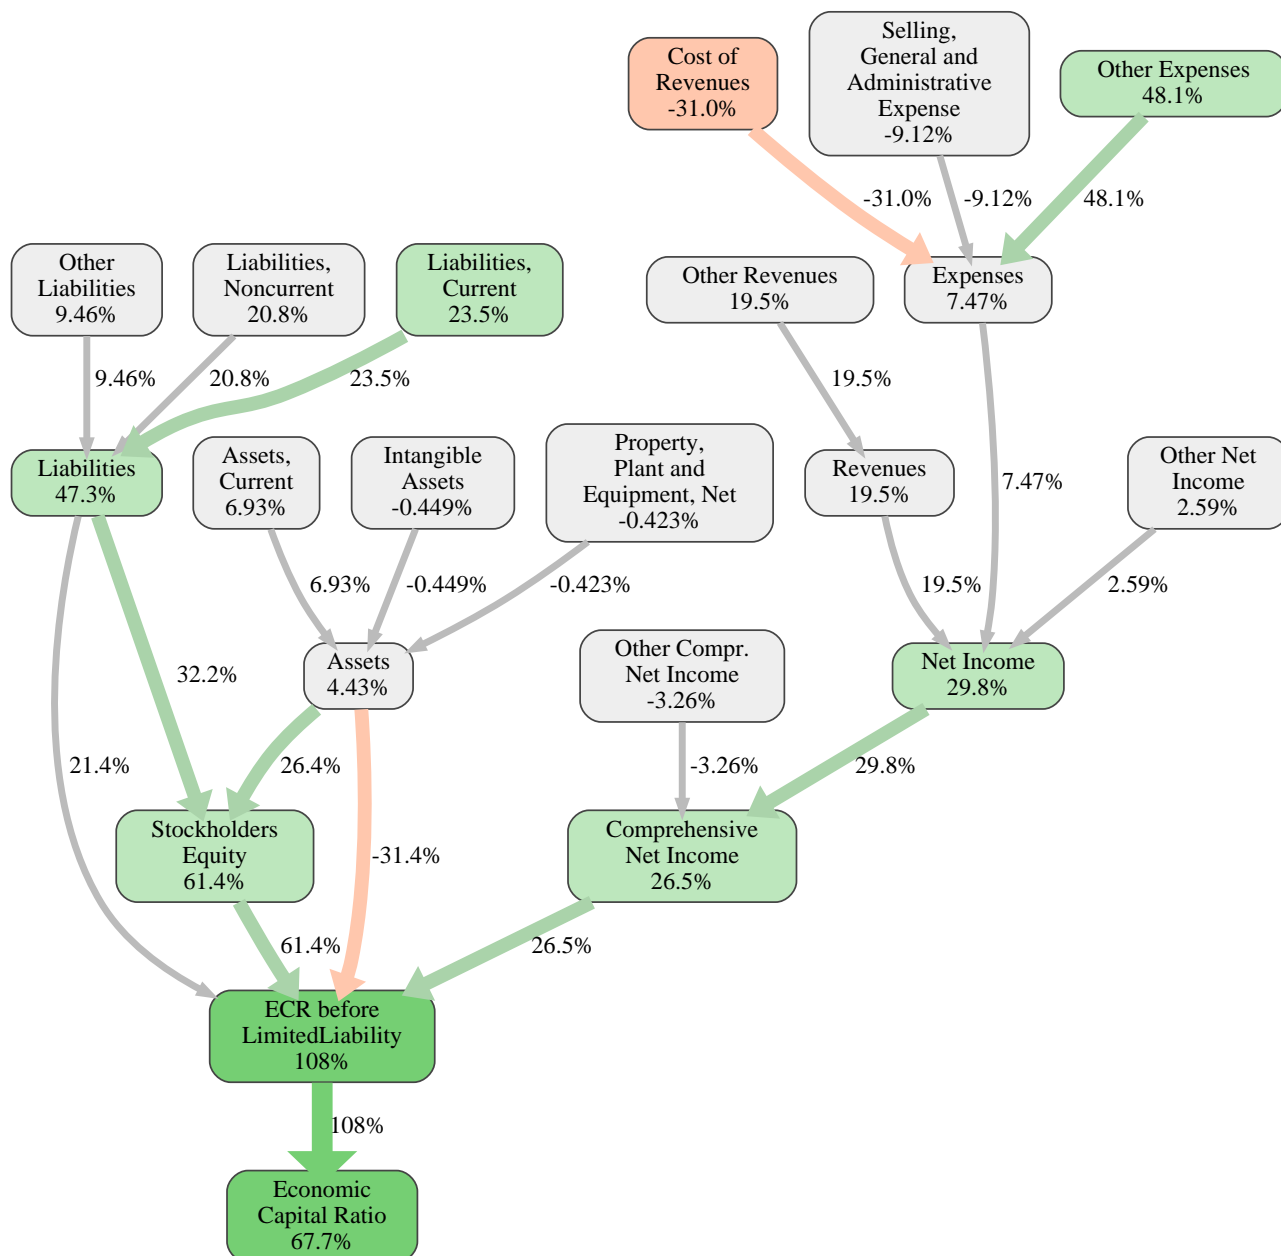 Cost of
Revenues
-31.0%
Selling,
General and
Administrative
Expense
-9.12%
Other Expenses
48.1%
-31.0%
-9.12%
48.1%
Other
Liabilities
9.46%
Liabilities,
Noncurrent
20.8%
Liabilities,
Current
23.5%
Other Revenues
19.5%
Expenses
7.47%
9.46%
20.8%
23.5%
19.5%
7.47%
Liabilities
47.3%
Assets,
Current
6.93%
Intangible
Assets
-0.449%
Property,
Plant and
Equipment, Net
-0.423%
Revenues
19.5%
Other Net
Income
2.59%
6.93%
-0.449%
-0.423%
19.5%
2.59%
32.2%
Assets
4.43%
Other Compr.
Net Income
-3.26%
Net Income
29.8%
21.4%
26.4%
-31.4%
-3.26%
29.8%
Stockholders
Equity
61.4%
Comprehensive
Net Income
26.5%
61.4%
26.5%
ECR before
LimitedLiability
108%
108%
Economic
Capital Ratio
67.7%